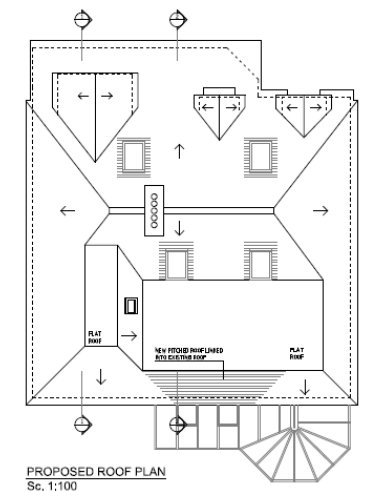 FLAT
ROOF
NEW PITCHED ROOF LINKED
INTO EXISTING ROOF
FLAT
ROOF
PROPOSED ROOF PLAN
Sc. 1:100